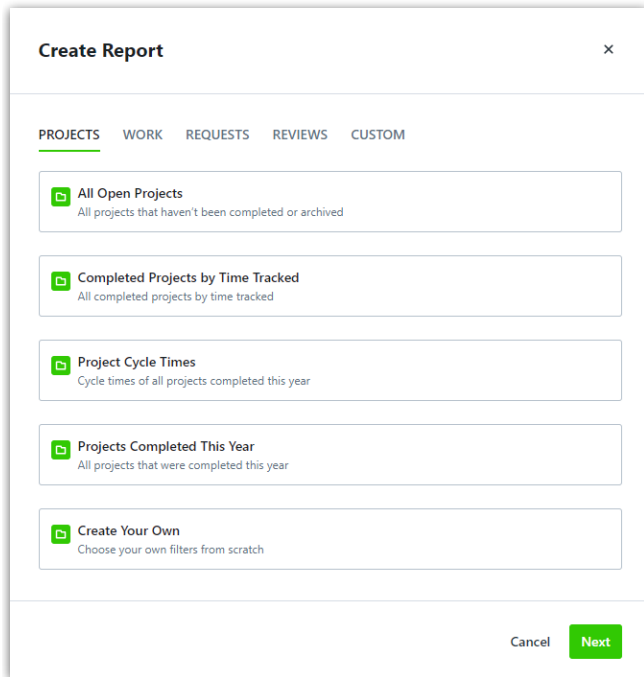 Create Report
PROJECTS WORK REQUESTS REVIEWS CUSTOM
All Open Projects
All projects that haven't been completed or archived
Completed Projects by Time Tracked
All completed projects by time tracked
Project Cycle Times
Cycle times of all projects completed this year
Projects Completed This Year
All projects that were completed this year
Create Your Own
Choose your own filters from scratch
Cancel Next